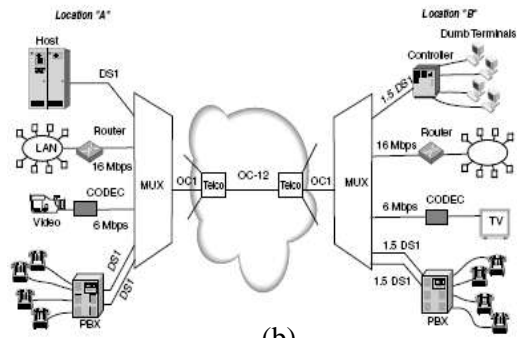 Location "A"
Location "B"
Host
Dumb Terminals
Controller
DS1
1.5 DS1
Router
Router
LAN
16 Mbps
16 Mbps
MUX
OC1
Telco
OC-12
Telco
OC1
MUX
CODEC
CODEC
Video
6 Mbps
6 Mbps
TV
DS1
DS1
1.5 DS1
1.5 DS1
PBX
PBX
(b)